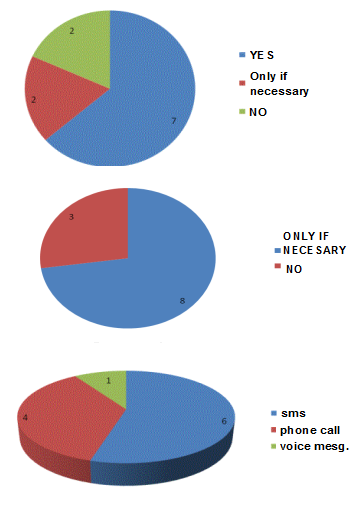 2
2
7
YES
Only if
necessary
NO
3
8
ONLY IF
NECESARY
NO
1
4
6
sms
phone call
voice mesg.